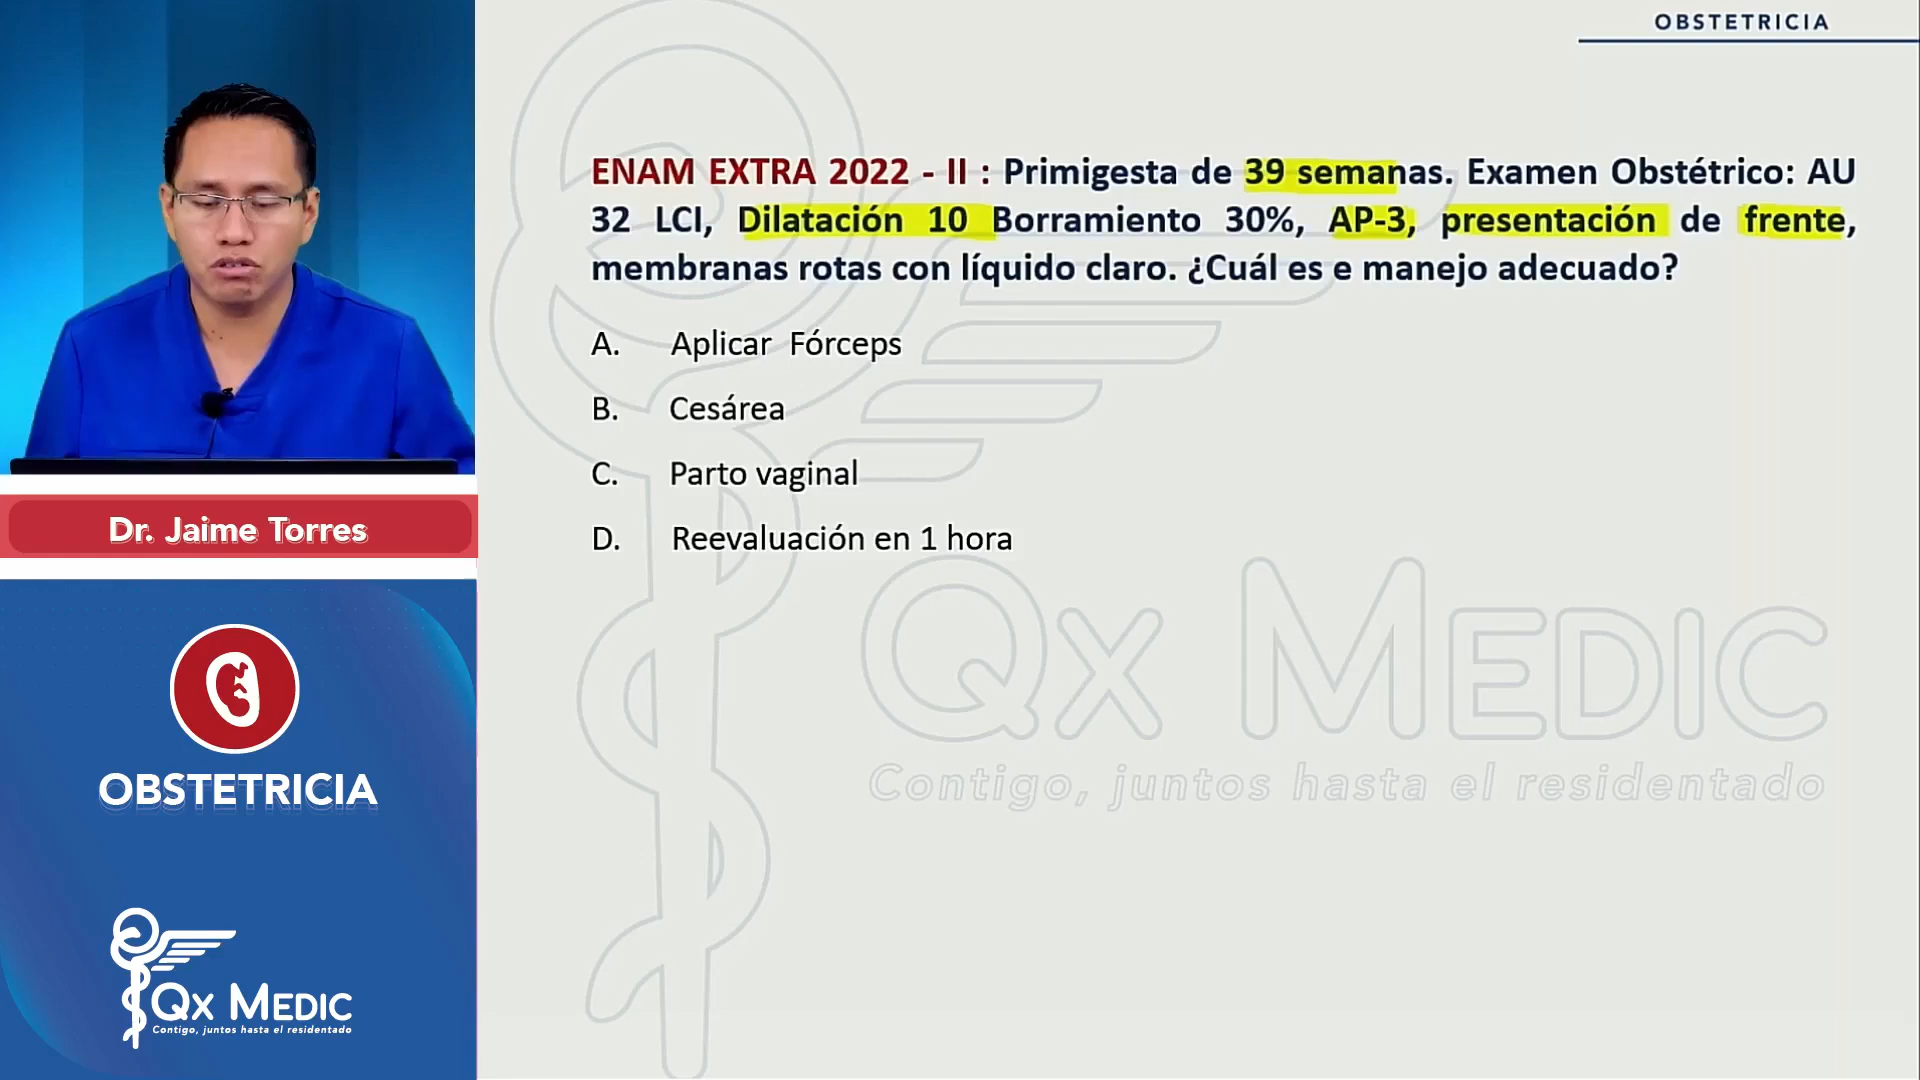 OBSTETRICIA
ENAM EXTRA 2022 - II : Primigesta de 39 semanas. Examen Obstétrico: AU
32 LCI, Dilatación 10 Borramiento 30%, AP-3, presentación de frente,
membranas rotas con líquido claro. ¿Cuál es e manejo adecuado?
A. Aplicar Fórceps
B. Cesárea
C. Parto vaginal
D. Reevaluación en 1 hora
Dr. Jaime Torres
OBSTETRICIA
QX MEDIC
Contigo, juntos hasta el residentado
QX MEDIC
Contigo, juntos hasta el residentado